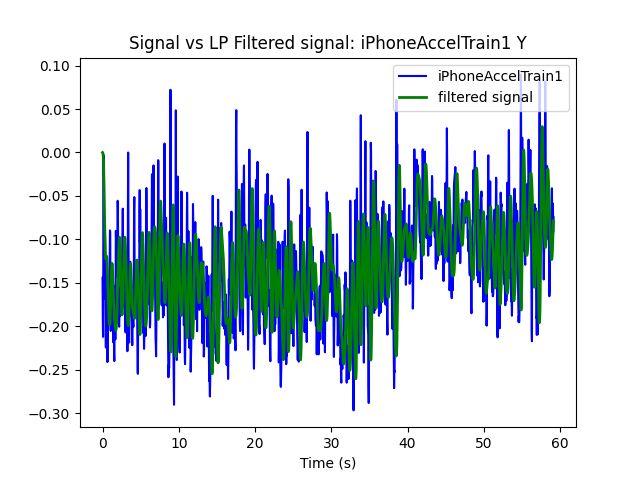 Signal vs LP Filtered signal: iPhoneAccelTrain1 Y
iPhoneAccelTrain1
filtered signal
0.10
0.05
0.00
−0.05
−0.10
−0.15
−0.20
−0.25
−0.30
0 10 20 30 40 50 60
Time (s)